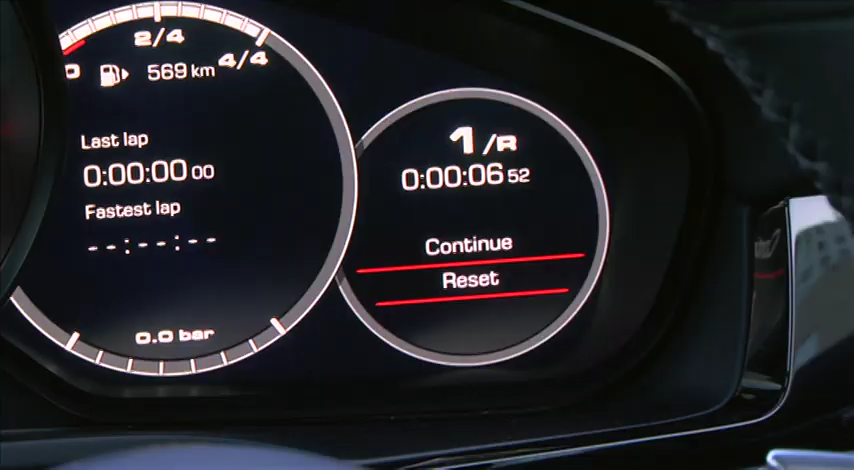 2/4
0 569 km 4/4
Last lap
0:00:00 00
Fastest lap
--:--:--
0.0 bar
1/R
0:00:06 52
Continue
Reset